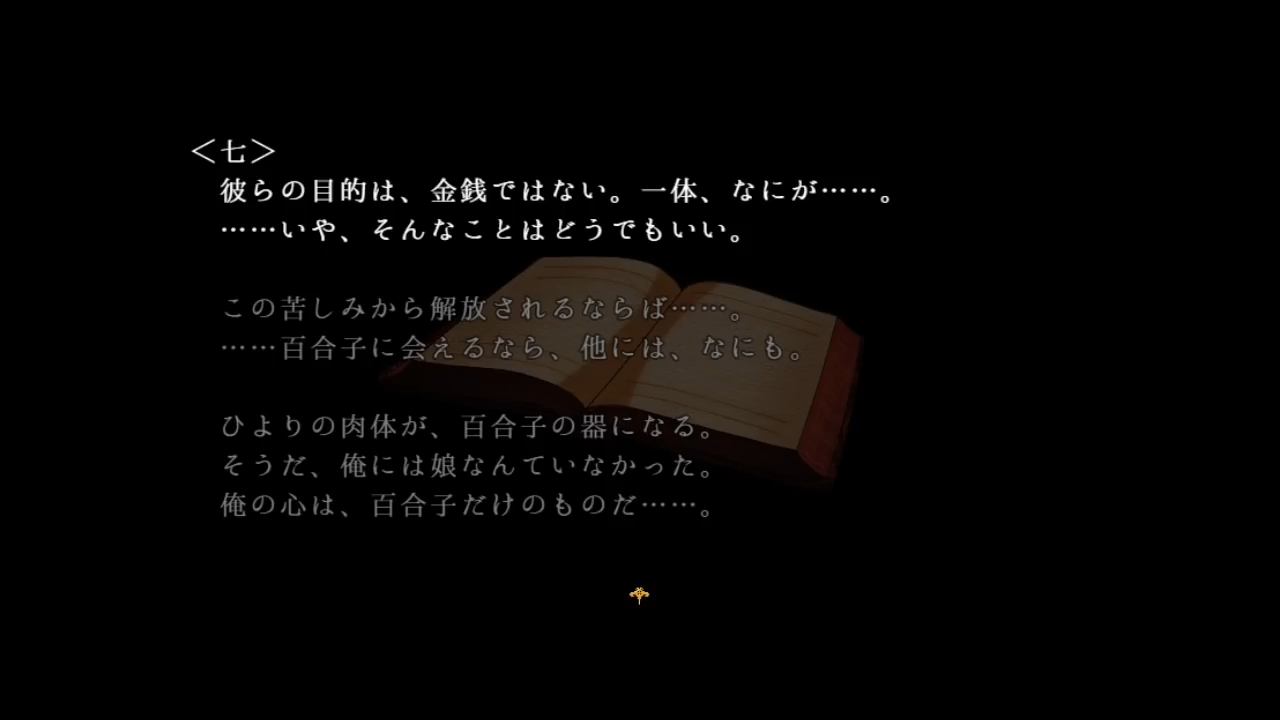 ＜七＞
彼らの目的は、金銭ではない。一体、なにが……。
……いや、そんなことはどうでもいい。
この苦しみから解放されるならば……。
……百合子に会えるなら、他には、なにも。
ひよりの肉体が、百合子の器になる。
そうだ、俺には娘なんていなかった。
俺の心は、百合子だけのものだ……。